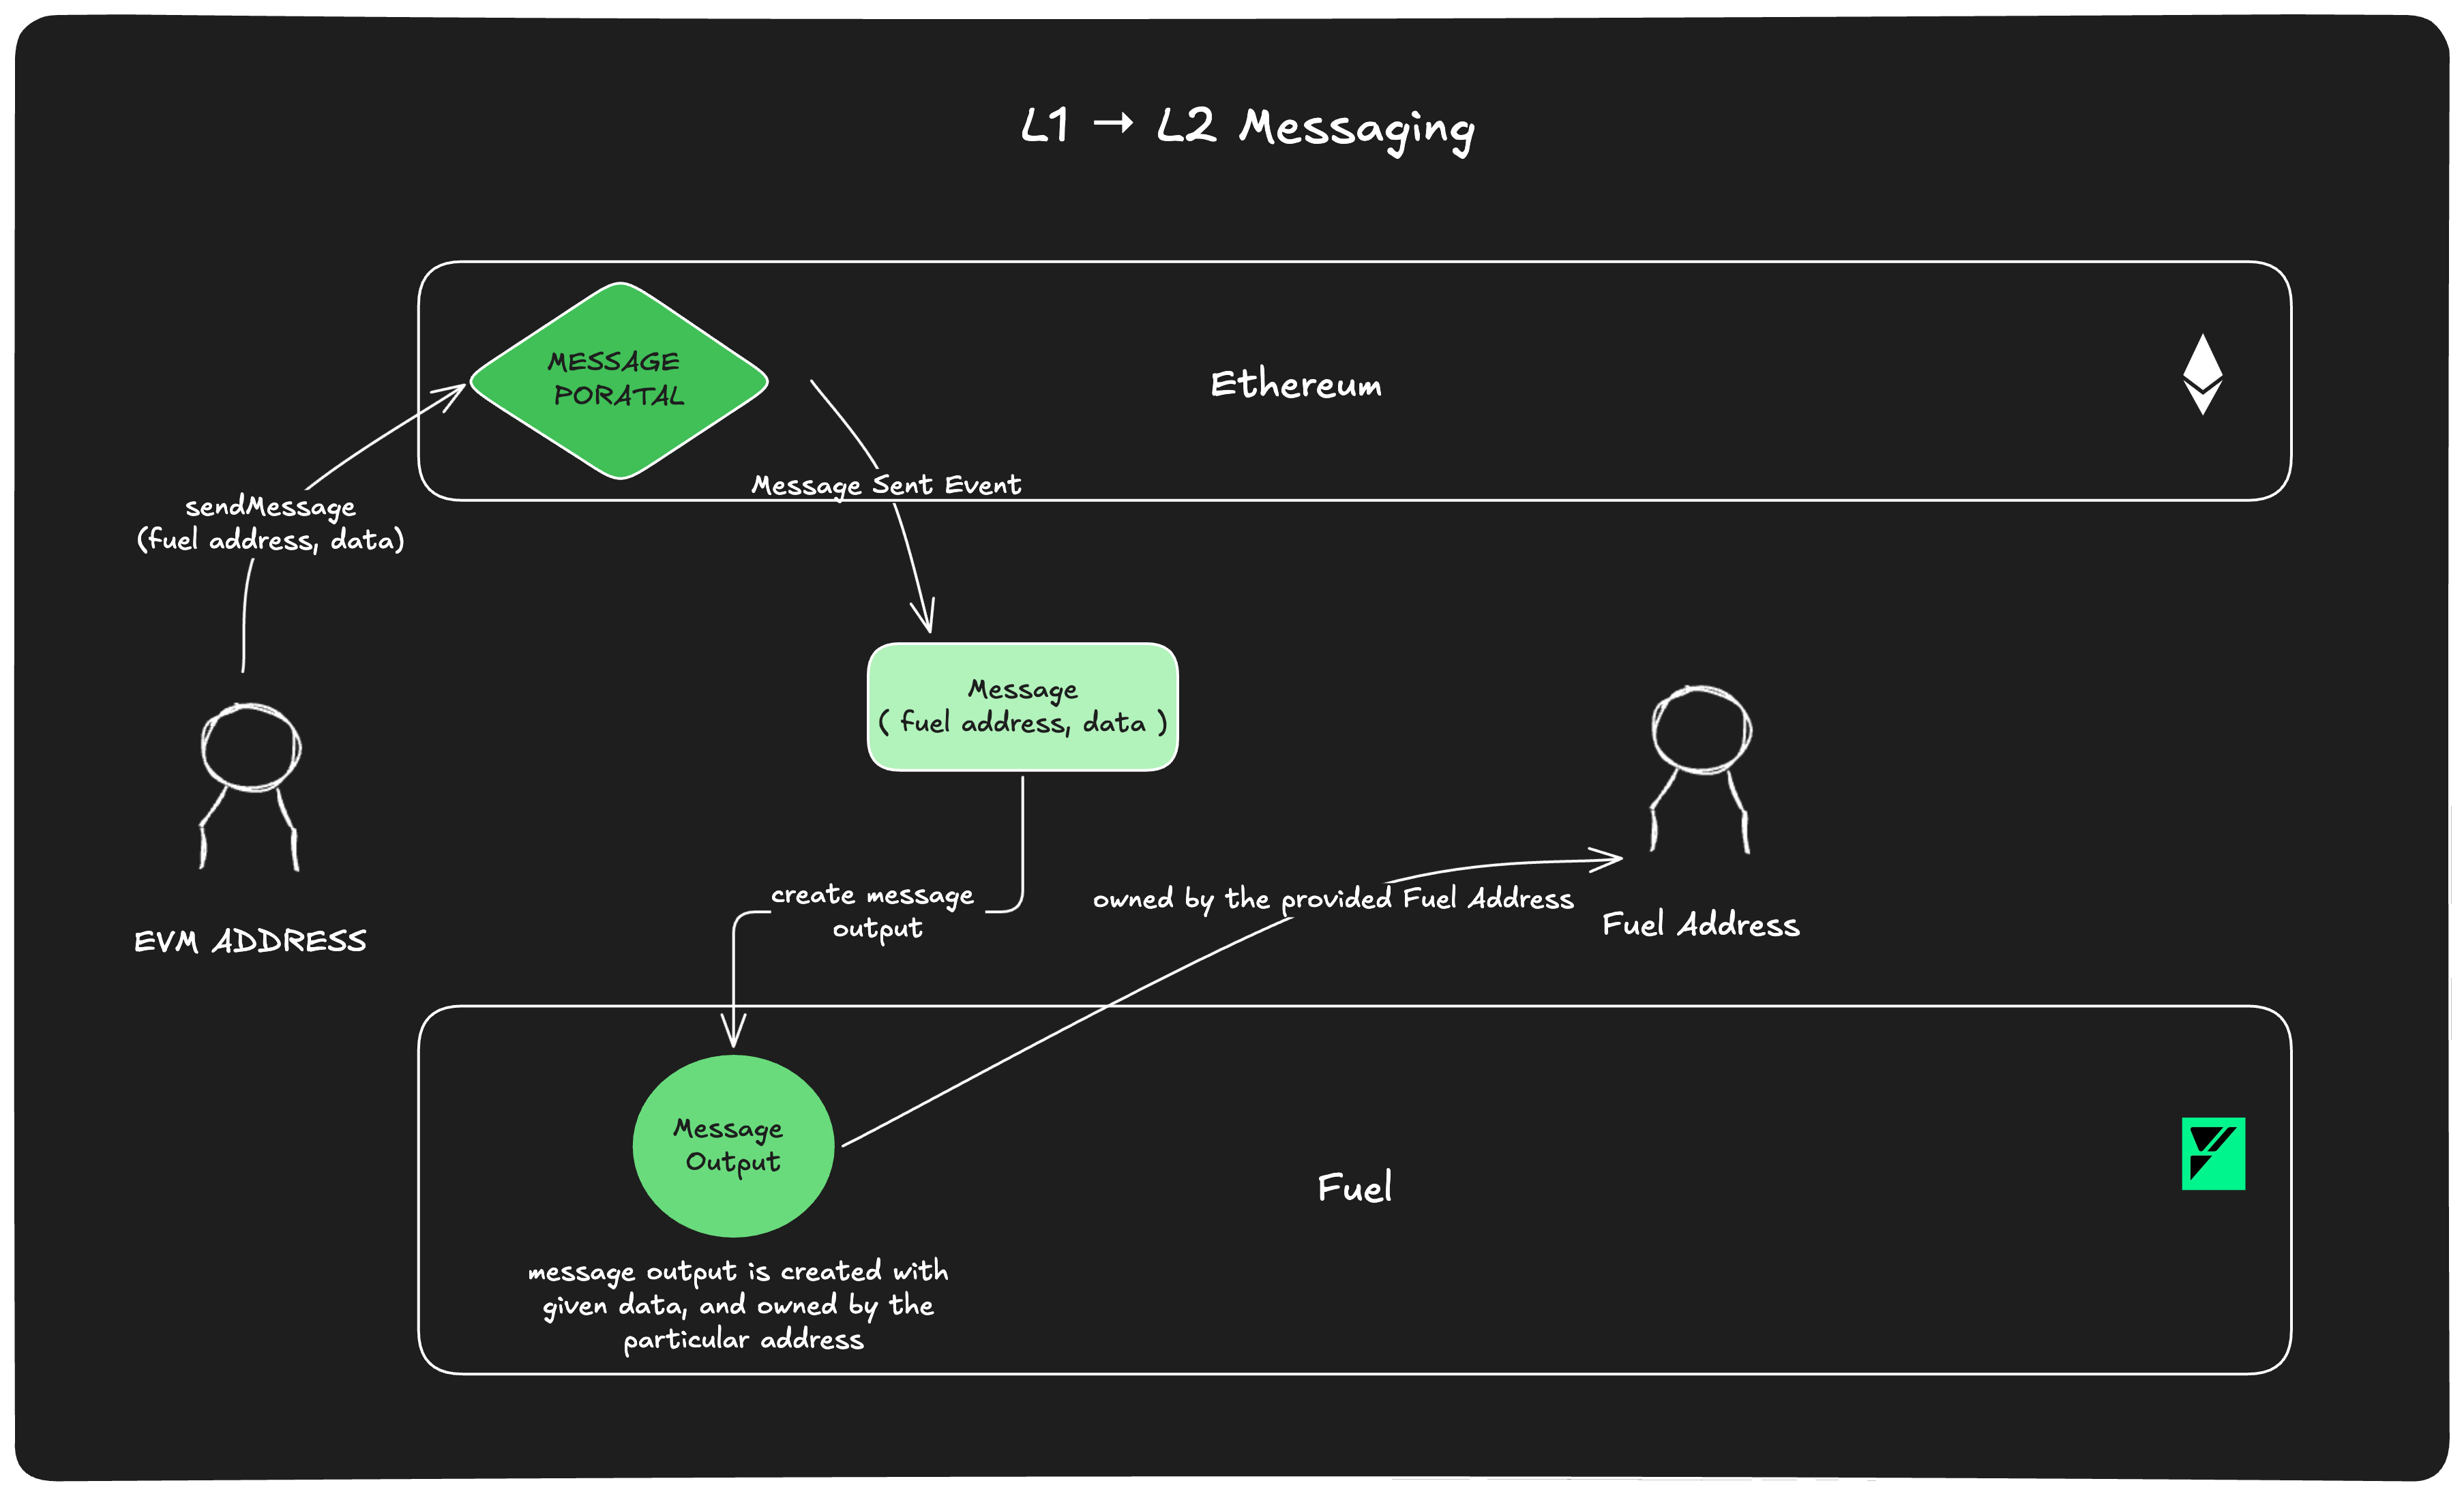 L1 → L2 Messaging
MESSAGE
PORATAL
Ethereum
Message Sent Event
sendMessage
(fuel address, data)
Message
( fuel address, data )
EVM ADDRESS
create message
output
owned by the provided Fuel Address
Fuel Address
Message
Output
Fuel
message output is created with
given data, and owned by the
particular address